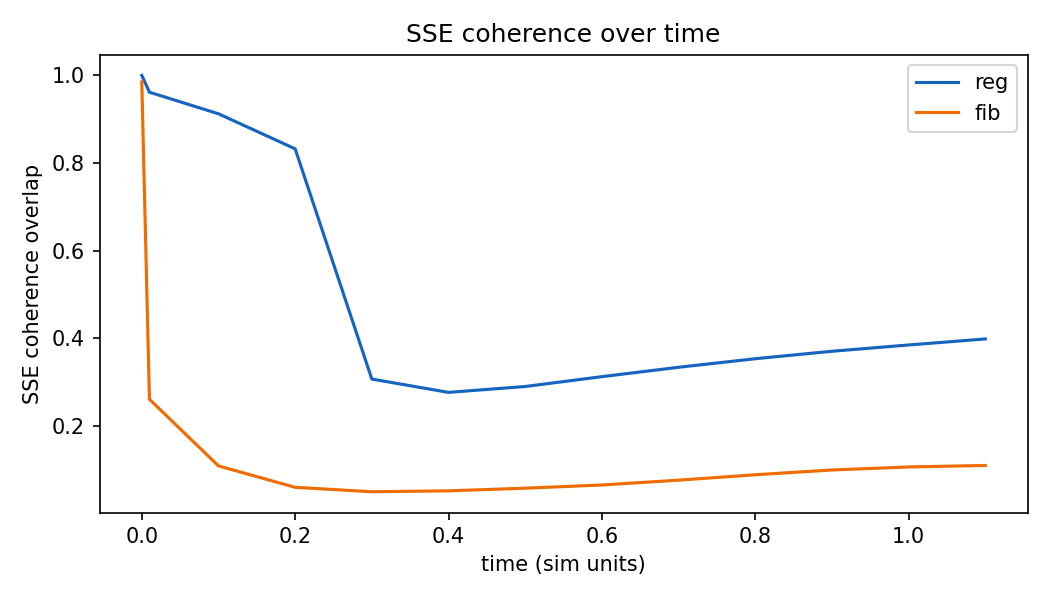 SSE coherence over time
reg
fib
SSE coherence overlap
1.0
0.8
0.6
0.4
0.2
0.0 0.2 0.4 0.6 0.8 1.0
time (sim units)